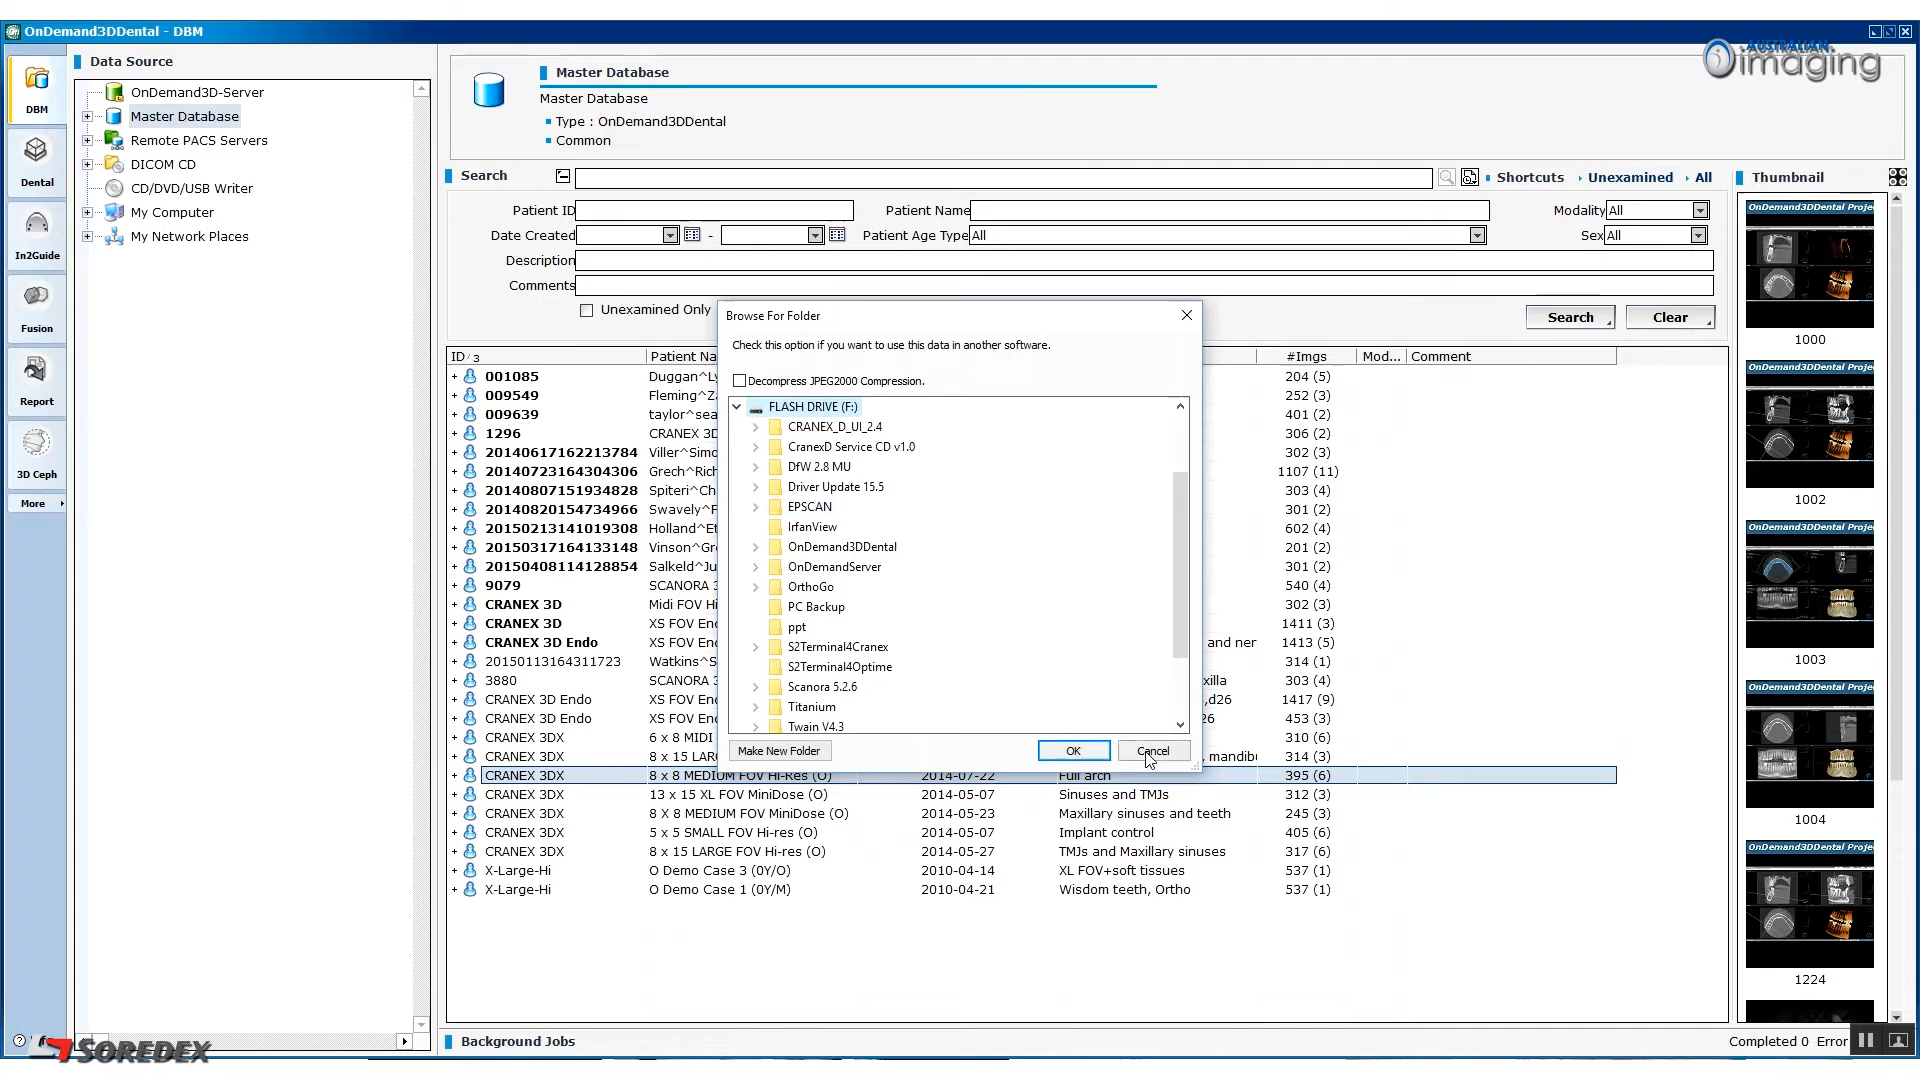 OnDemand3DDental - DBM
AUSTRALIAN
imaging
DBM
Dental
In2Guide
Fusion
Report
3D Ceph
More
Data Source
OnDemand3D-Server
Master Database
Remote PACS Servers
DICOM CD
CD/DVD/USB Writer
My Computer
My Network Places
Master Database
Master Database
Type : OnDemand3DDental
Common
Search
Shortcuts Unexamined All
Patient ID Patient Name Modality All
Date Created - Patient Age Type All Sex All
Description
Comments
Unexamined Only
Search Clear
Browse For Folder
Check this option if you want to use this data in another software.
Decompress JPEG2000 Compression.
FLASH DRIVE (F:)
CRANEX_D_UI_2.4
CranexD Service CD v1.0
DfW 2.8 MU
Driver Update 15.5
EPSCAN
IrfanView
OnDemand3DDental
OnDemandServer
OrthoGo
PC Backup
ppt
S2Terminal4Cranex
S2Terminal4Optime
Scanora 5.2.6
Titanium
Twain V4.3
Make New Folder OK Cancel
ID / 3 Patient Na #Imgs Mod... Comment
001085 Duggan^Ly 204 (5)
009549 Fleming^Z 252 (3)
009639 taylor^sea 401 (2)
1296 CRANEX 3D 306 (2)
20140617162213784 Viller^Simo 302 (3)
20140723164304306 Grech^Rich 1107 (11)
20140807151934828 Spiteri^Ch 303 (4)
20140820154734966 Swavely^F 301 (2)
20150213141019308 Holland^Et 602 (4)
20150317164133148 Vinson^Gr 201 (2)
20150408114128854 Salkeld^Ju 301 (2)
9079 SCANORA 3 540 (4)
CRANEX 3D Midi FOV Hi 302 (3)
CRANEX 3D XS FOV En 1411 (3)
CRANEX 3D Endo XS FOV En and ner 1413 (5)
20150113164311723 Watkins^S 314 (1)
3880 SCANORA 3 xilla 303 (4)
CRANEX 3D Endo XS FOV En ,d26 1417 (9)
CRANEX 3D Endo XS FOV En 26 453 (3)
CRANEX 3DX 6 x 8 MIDI 310 (6)
CRANEX 3DX 8 x 15 LARG , mandibu 314 (3)
CRANEX 3DX 8 x 8 MEDIUM FOV Hi-Res (O) 2014-07-22 Full arch 395 (6)
CRANEX 3DX 13 x 15 XL FOV MiniDose (O) 2014-05-07 Sinuses and TMJs 312 (3)
CRANEX 3DX 8 X 8 MEDIUM FOV MiniDose (O) 2014-05-23 Maxillary sinuses and teeth 245 (3)
CRANEX 3DX 5 x 5 SMALL FOV Hi-res (O) 2014-05-07 Implant control 405 (6)
CRANEX 3DX 8 x 15 LARGE FOV Hi-res (O) 2014-05-27 TMJs and Maxillary sinuses 317 (6)
X-Large-Hi O Demo Case 3 (0Y/O) 2010-04-14 XL FOV+soft tissues 537 (1)
X-Large-Hi O Demo Case 1 (0Y/M) 2010-04-21 Wisdom teeth, Ortho 537 (1)
Thumbnail
OnDemand3DDental Proje
1000
OnDemand3DDental Proje
1002
OnDemand3DDental Proje
1003
OnDemand3DDental Proje
1004
OnDemand3DDental Proje
1224
Background Jobs
Completed 0 Error
SOREDEX